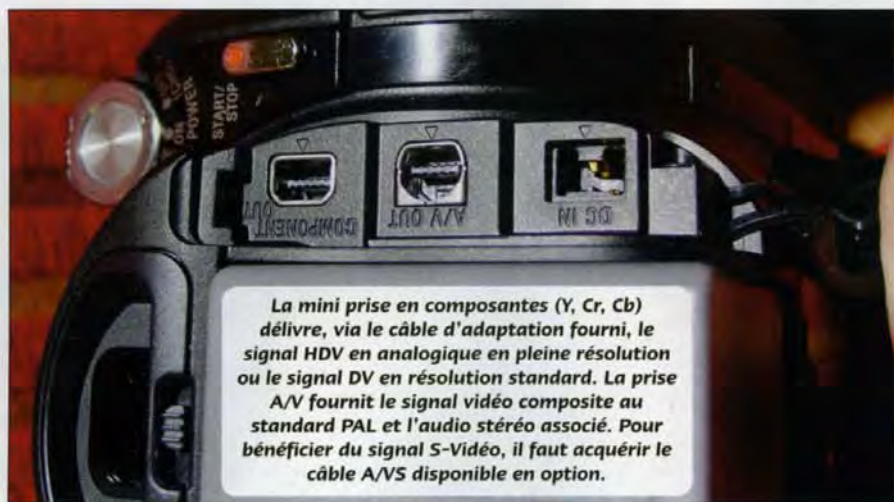 POWER
ON
START/
STOP
COMPONENT
OUT
A/V OUT
DC IN
La mini prise en composantes (Y, Cr, Cb)
délivre, via le câble d'adaptation fourni, le
signal HDV en analogique en pleine résolution
ou le signal DV en résolution standard. La prise
A/V fournit le signal vidéo composite au
standard PAL et l'audio stéréo associé. Pour
bénéficier du signal S-Vidéo, il faut acquérir le
câble A/VS disponible en option.